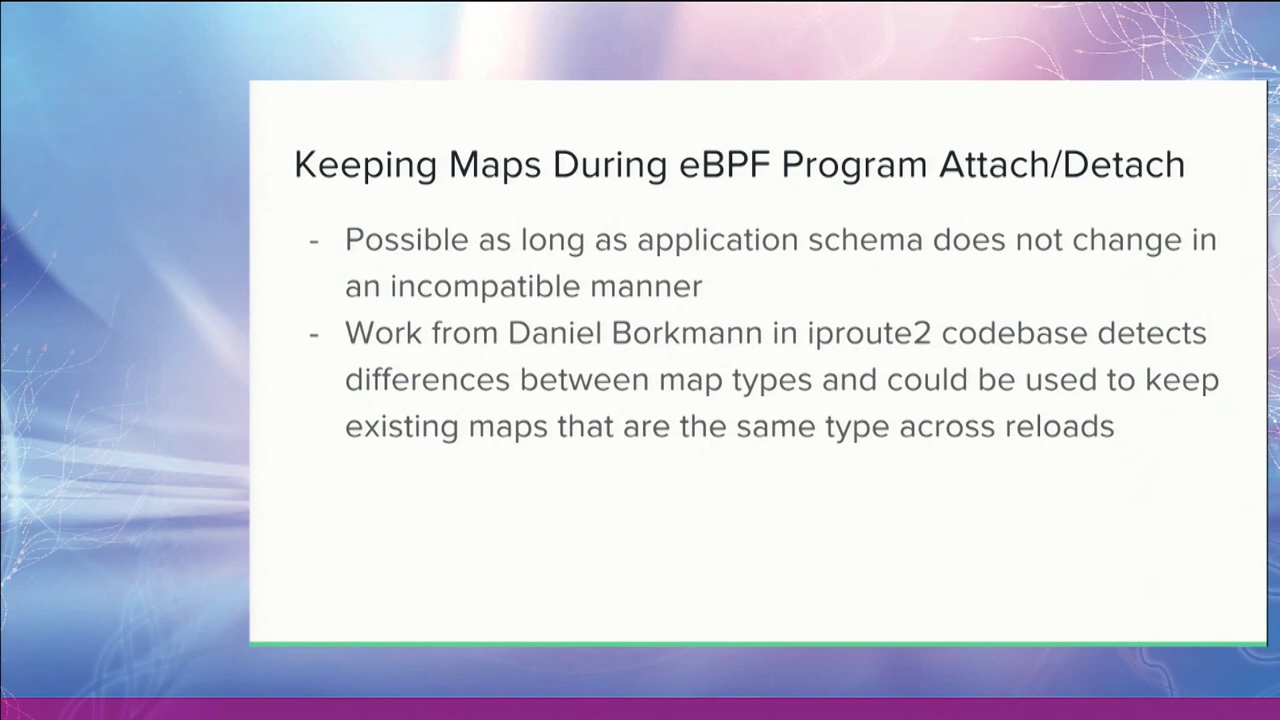 Keeping Maps During eBPF Program Attach/Detach
- Possible as long as application schema does not change in
an incompatible manner
- Work from Daniel Borkmann in iproute2 codebase detects
differences between map types and could be used to keep
existing maps that are the same type across reloads